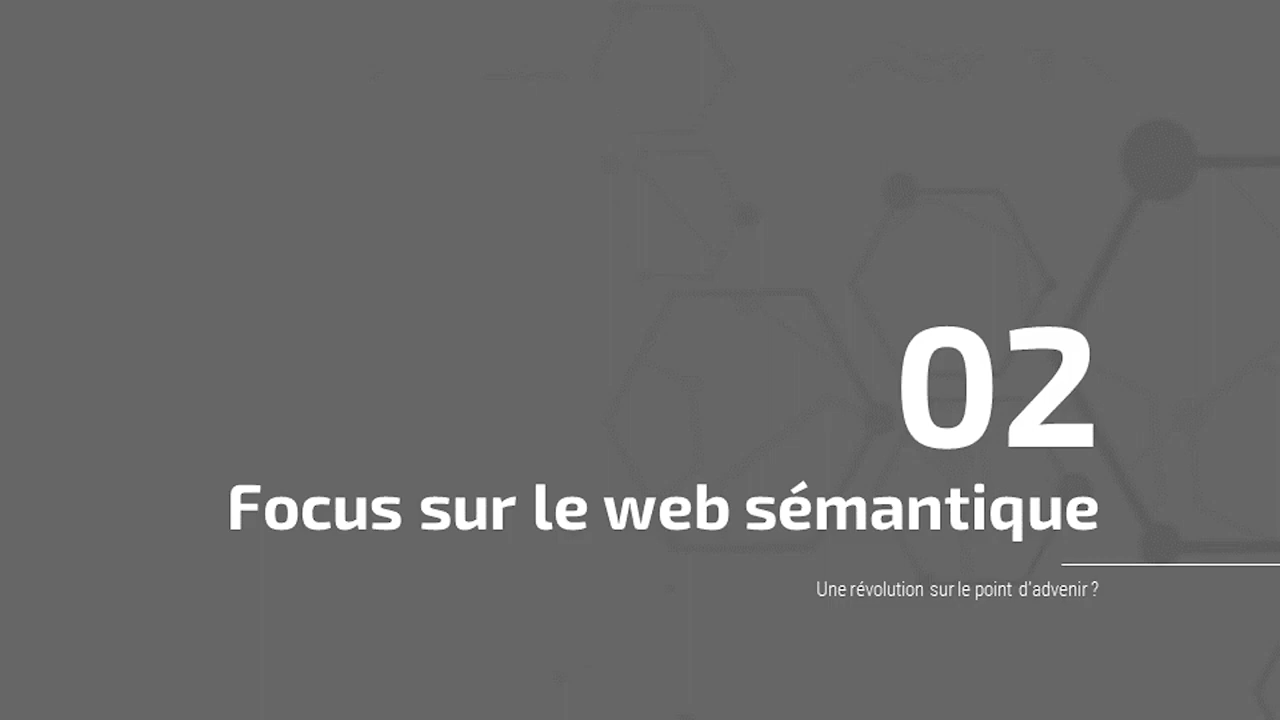 02
Focus sur le web sémantique
Une révolution sur le point d'advenir ?